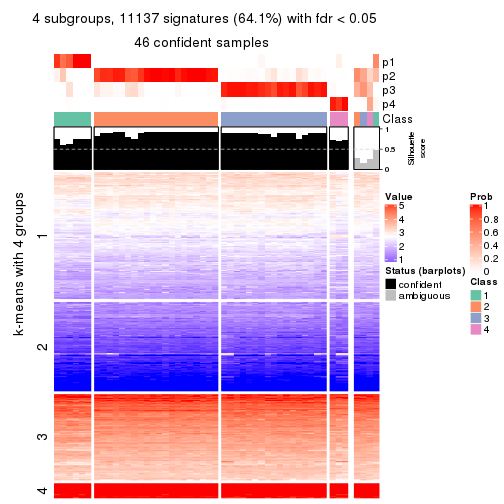 4 subgroups, 11137 signatures (64.1%) with fdr < 0.05
46 confident samples
p1
p2
p3
p4
Class
1
0.5
0
Silhouette
score
k-means with 4 groups
1
2
3
4
Value
5
4
3
2
1
Status (barplots)
confident
ambiguous
Prob
1
0.8
0.6
0.4
0.2
0
Class
1
2
3
4